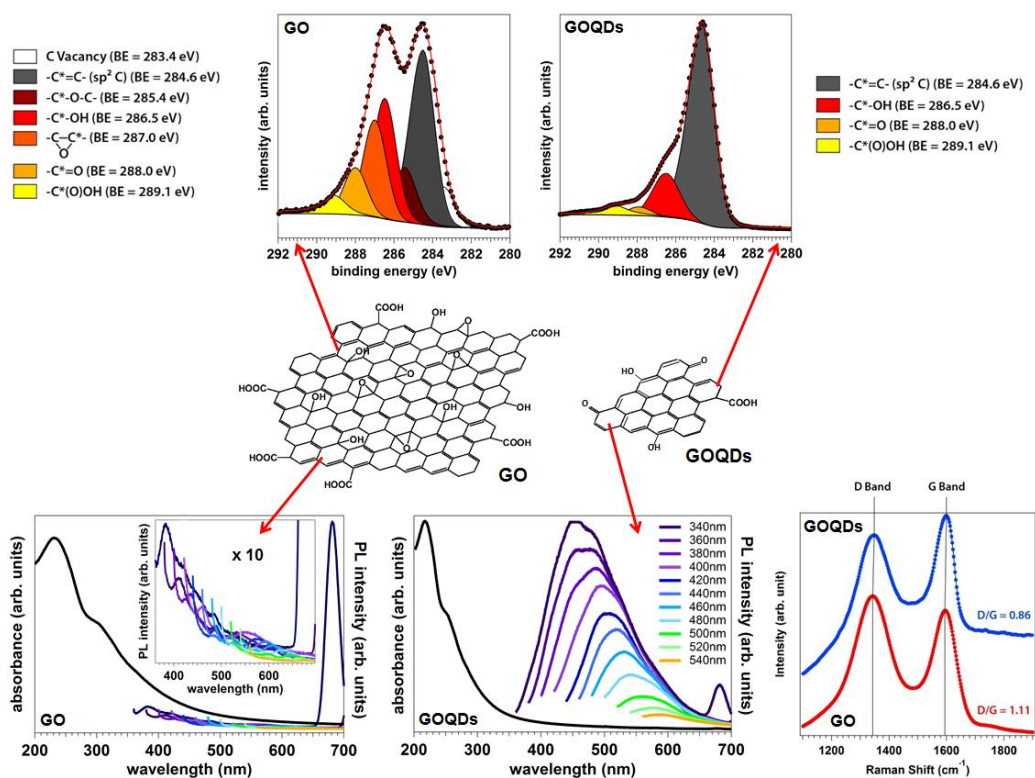 GO
C Vacancy (BE = 283.4 eV)
-C*=C- (sp² C) (BE = 284.6 eV)
-C*-O-C- (BE = 285.4 eV)
-C*-OH (BE = 286.5 eV)
-C-C*- (BE = 287.0 eV)
O
-C*=O (BE = 288.0 eV)
-C*(O)OH (BE = 289.1 eV)
intensity (arb. units)
292 290 288 286 284 282 280
binding energy (eV)
GOQDs
intensity (arb. units)
292 290 288 286 284 282 280
binding energy (eV)
-C*=C- (sp² C) (BE = 284.6 eV)
-C*-OH (BE = 286.5 eV)
-C*=O (BE = 288.0 eV)
-C*(O)OH (BE = 289.1 eV)
COOH
OH
O
COOH
OH
O
O
O
HOOC
OH
OH
OH
O
OH
COOH
HOOC
HOOC
COOH
GO
O
HO
O
COOH
OH
GOQDs
absorbance (arb. units)
PL intensity (arb. units)
x 10
400 500 600
wavelength (nm)
PL intensity (arb. units)
GO
200 300 400 500 600 700
wavelength (nm)
absorbance (arb. units)
340nm
360nm
380nm
400nm
420nm
440nm
460nm
480nm
500nm
520nm
540nm
PL intensity (arb. units)
GOQDs
200 300 400 500 600 700
wavelength (nm)
D Band
G Band
GOQDs
D/G = 0.86
D/G = 1.11
GO
Intensity (arb. unit)
1200 1400 1600 1800
Raman Shift (cm⁻¹)